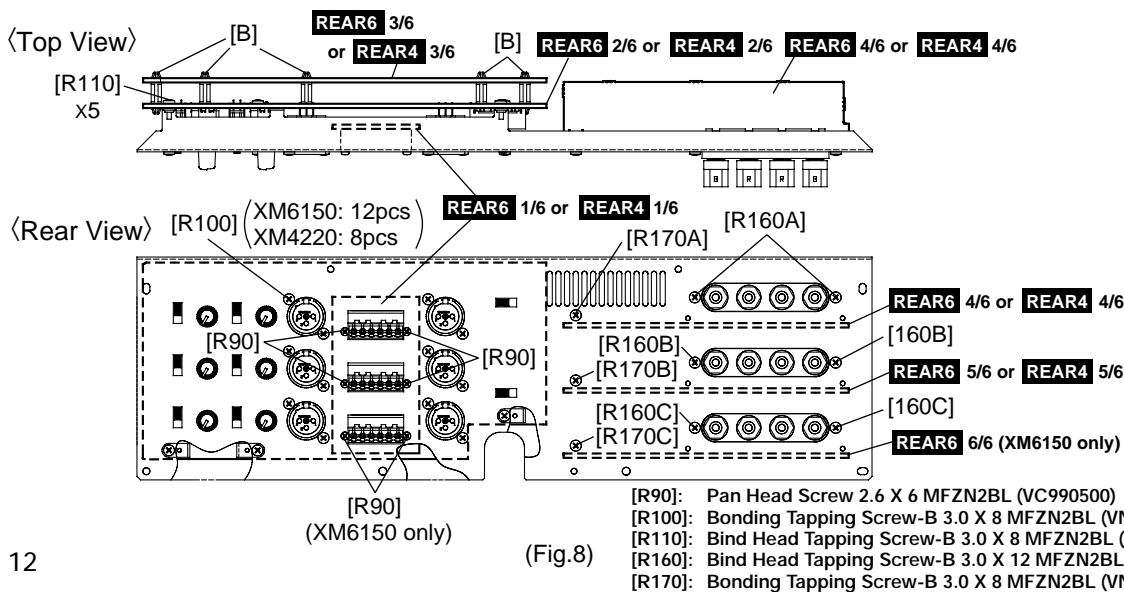 〈Top View〉
[B]
REAR6 3/6
or REAR4 3/6
[B]
REAR6 2/6 or REAR4 2/6
REAR6 4/6 or REAR4 4/6
[R110]
X5
B R R B
〈Rear View〉
[R100]
(XM6150: 12pcs
XM4220: 8pcs)
REAR6 1/6 or REAR4 1/6
[R170A]
[R160A]
REAR6 4/6 or REAR4 4/6
[R90]
[R90]
[R160B]
[160B]
[R170B]
REAR6 5/6 or REAR4 5/6
[R160C]
[160C]
[R170C]
REAR6 6/6 (XM6150 only)
[R90]
(XM6150 only)
[R90]: Pan Head Screw 2.6 X 6 MFZN2BL (VC990500)
[R100]: Bonding Tapping Screw-B 3.0 X 8 MFZN2BL (VN
[R110]: Bind Head Tapping Screw-B 3.0 X 8 MFZN2BL (
[R160]: Bind Head Tapping Screw-B 3.0 X 12 MFZN2BL
[R170]: Bonding Tapping Screw-B 3.0 X 8 MFZN2BL (VN
(Fig.8)
12